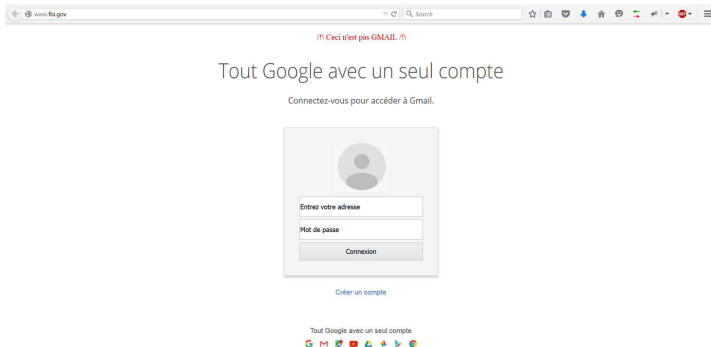 www.fbi.gov
Search
/!\ Ceci n'est pas GMAIL /!\
Tout Google avec un seul compte
Connectez-vous pour accéder à Gmail.
Entrez votre adresse
Mot de passe
Connexion
Créer un compte
Tout Google avec un seul compte